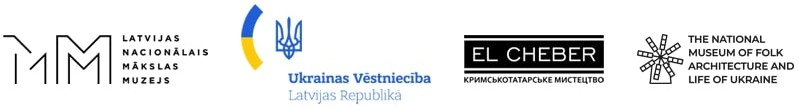 LATVIJAS
NACIONĀLAIS
MĀKSLAS
MUZEJS
Ukrainas Vēstniecība
Latvijas Republikā
EL CHEBER
КРИМСЬКОТАТАРСЬКЕ МИСТЕЦТВО
THE NATIONAL
MUSEUM OF FOLK
ARCHITECTURE AND
LIFE OF UKRAINE